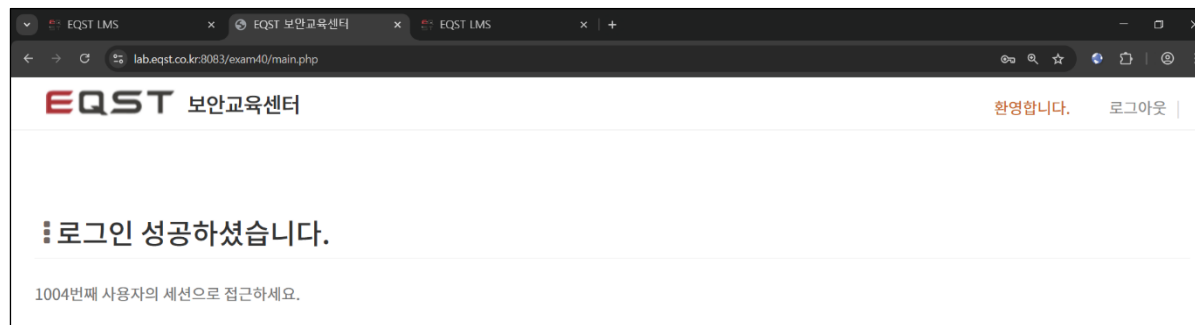 EQST LMS
EQST 보안교육센터
EQST LMS
lab.eqst.co.kr:8083/exam40/main.php
EQST 보안교육센터
환영합니다.
로그아웃
로그인 성공하셨습니다.
1004번째 사용자의 세션으로 접근하세요.